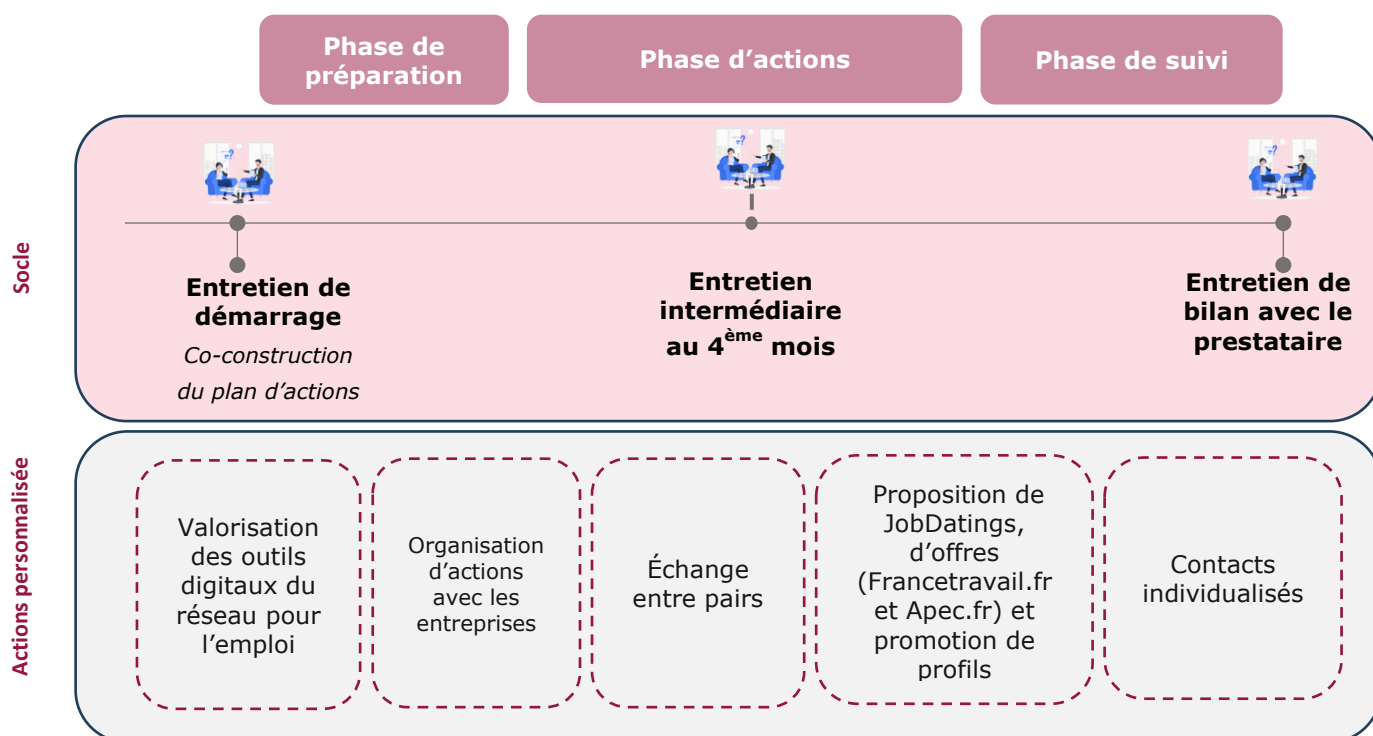 Phase de
préparation
Phase d’actions
Phase de suivi
Socle
Entretien de
démarrage
Co-construction
du plan d’actions
Entretien
intermédiaire
au 4ème mois
Entretien de
bilan avec le
prestataire
Actions personnalisée
Valorisation
des outils
digitaux du
réseau pour
l’emploi
Organisation
d’actions
avec les
entreprises
Échange
entre pairs
Proposition de
JobDatings,
d’offres
(Francetravail.fr
et Apec.fr) et
promotion de
profils
Contacts
individualisés